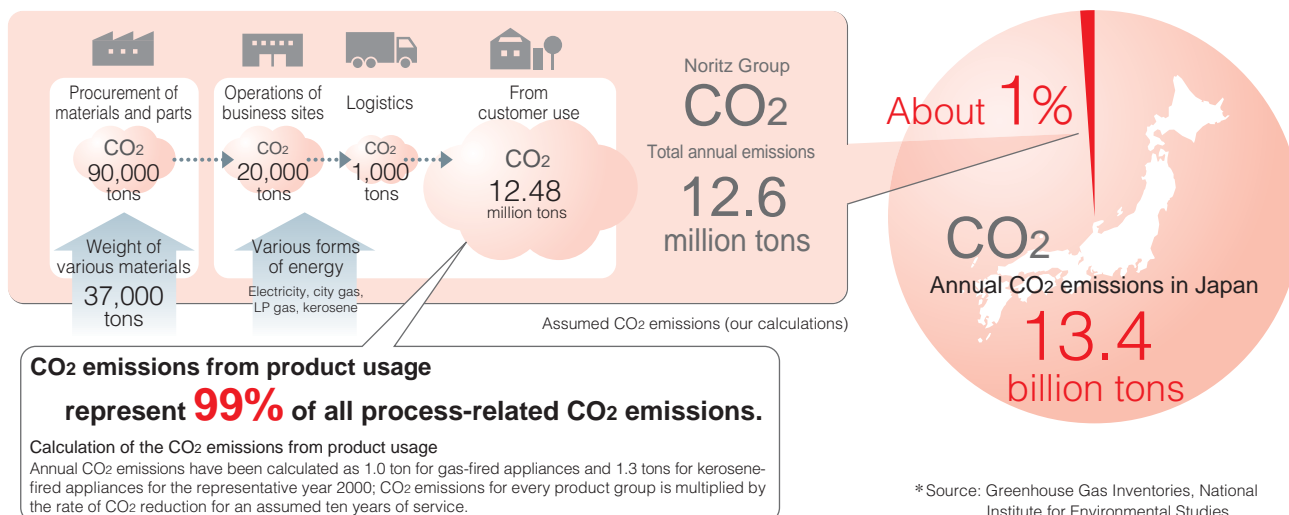 Procurement of
materials and parts
CO2
90,000
tons
Operations of
business sites
CO2
20,000
tons
Logistics
CO2
1,000
tons
From
customer use
CO2
12.48
million tons
Weight of
various materials
37,000
tons
Various forms
of energy
Electricity, city gas,
LP gas, kerosene
Noritz Group
CO2
Total annual emissions
12.6
million tons
Assumed CO2 emissions (our calculations)
About 1%
CO2
Annual CO2 emissions in Japan
13.4
billion tons
CO2 emissions from product usage
represent 99% of all process-related CO2 emissions.
Calculation of the CO2 emissions from product usage
Annual CO2 emissions have been calculated as 1.0 ton for gas-fired appliances and 1.3 tons for kerosene-
fired appliances for the representative year 2000; CO2 emissions for every product group is multiplied by
the rate of CO2 reduction for an assumed ten years of service.
*Source: Greenhouse Gas Inventories, National
Institute for Environmental Studies